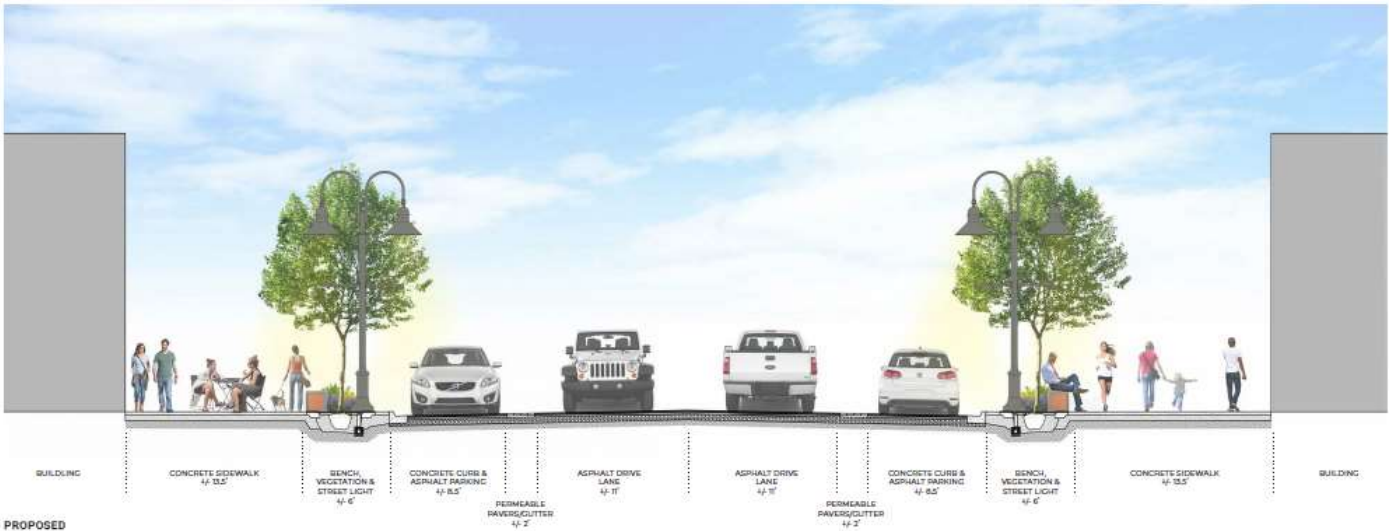 BUILDLING
CONCRETE SIDEWALK
+/- 13.5'
BENCH,
VEGETATION &
STREET LIGHT
+/- 6'
CONCRETE CURB &
ASPHALT PARKING
+/- 8.5'
PERMEABLE
PAVERS/GUTTER
+/- 2'
ASPHALT DRIVE
LANE
+/- 11'
ASPHALT DRIVE
LANE
+/- 11'
PERMEABLE
PAVERS/GUTTER
+/- 2'
CONCRETE CURB &
ASPHALT PARKING
+/- 8.5'
BENCH,
VEGETATION &
STREET LIGHT
+/- 6'
CONCRETE SIDEWALK
+/- 13.5'
BUILDING
PROPOSED